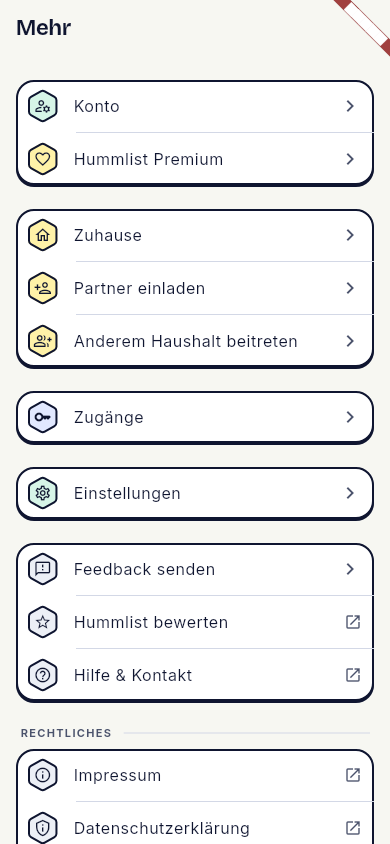 Mehr
Konto
Hummlist Premium
Zuhause
Partner einladen
Anderem Haushalt beitreten
Zugänge
Einstellungen
Feedback senden
Hummlist bewerten
Hilfe & Kontakt
RECHTLICHES
Impressum
Datenschutzerklärung